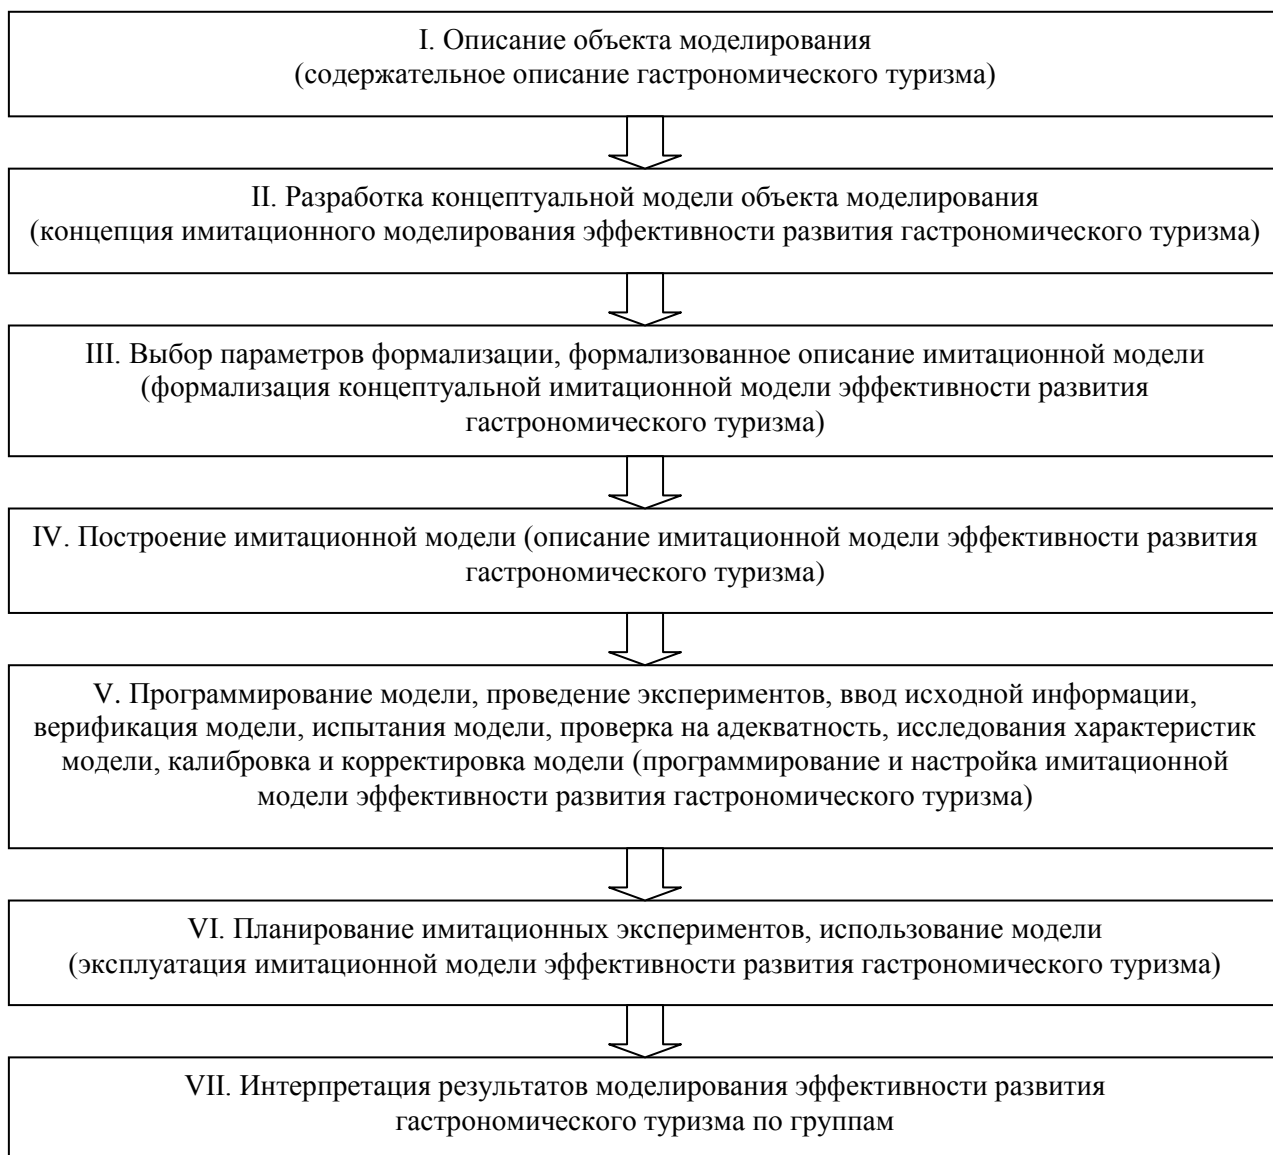 I. Описание объекта моделирования
(содержательное описание гастрономического туризма)
II. Разработка концептуальной модели объекта моделирования
(концепция имитационного моделирования эффективности развития гастрономического туризма)
III. Выбор параметров формализации, формализованное описание имитационной модели
(формализация концептуальной имитационной модели эффективности развития
гастрономического туризма)
IV. Построение имитационной модели (описание имитационной модели эффективности развития
гастрономического туризма)
V. Программирование модели, проведение экспериментов, ввод исходной информации,
верификация модели, испытания модели, проверка на адекватность, исследования характеристик
модели, калибровка и корректировка модели (программирование и настройка имитационной
модели эффективности развития гастрономического туризма)
VI. Планирование имитационных экспериментов, использование модели
(эксплуатация имитационной модели эффективности развития гастрономического туризма)
VII. Интерпретация результатов моделирования эффективности развития
гастрономического туризма по группам